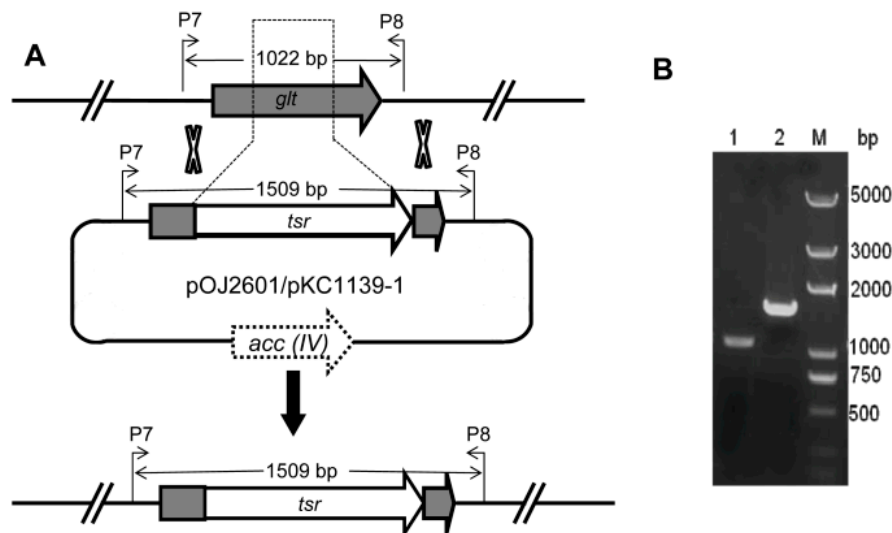 A
P7
P8
1022 bp
glt
P7
P8
1509 bp
tsr
pOJ2601/pKC1139-1
acc (IV)
P7
P8
1509 bp
tsr
B
1 2 M bp
5000
3000
2000
1000
750
500